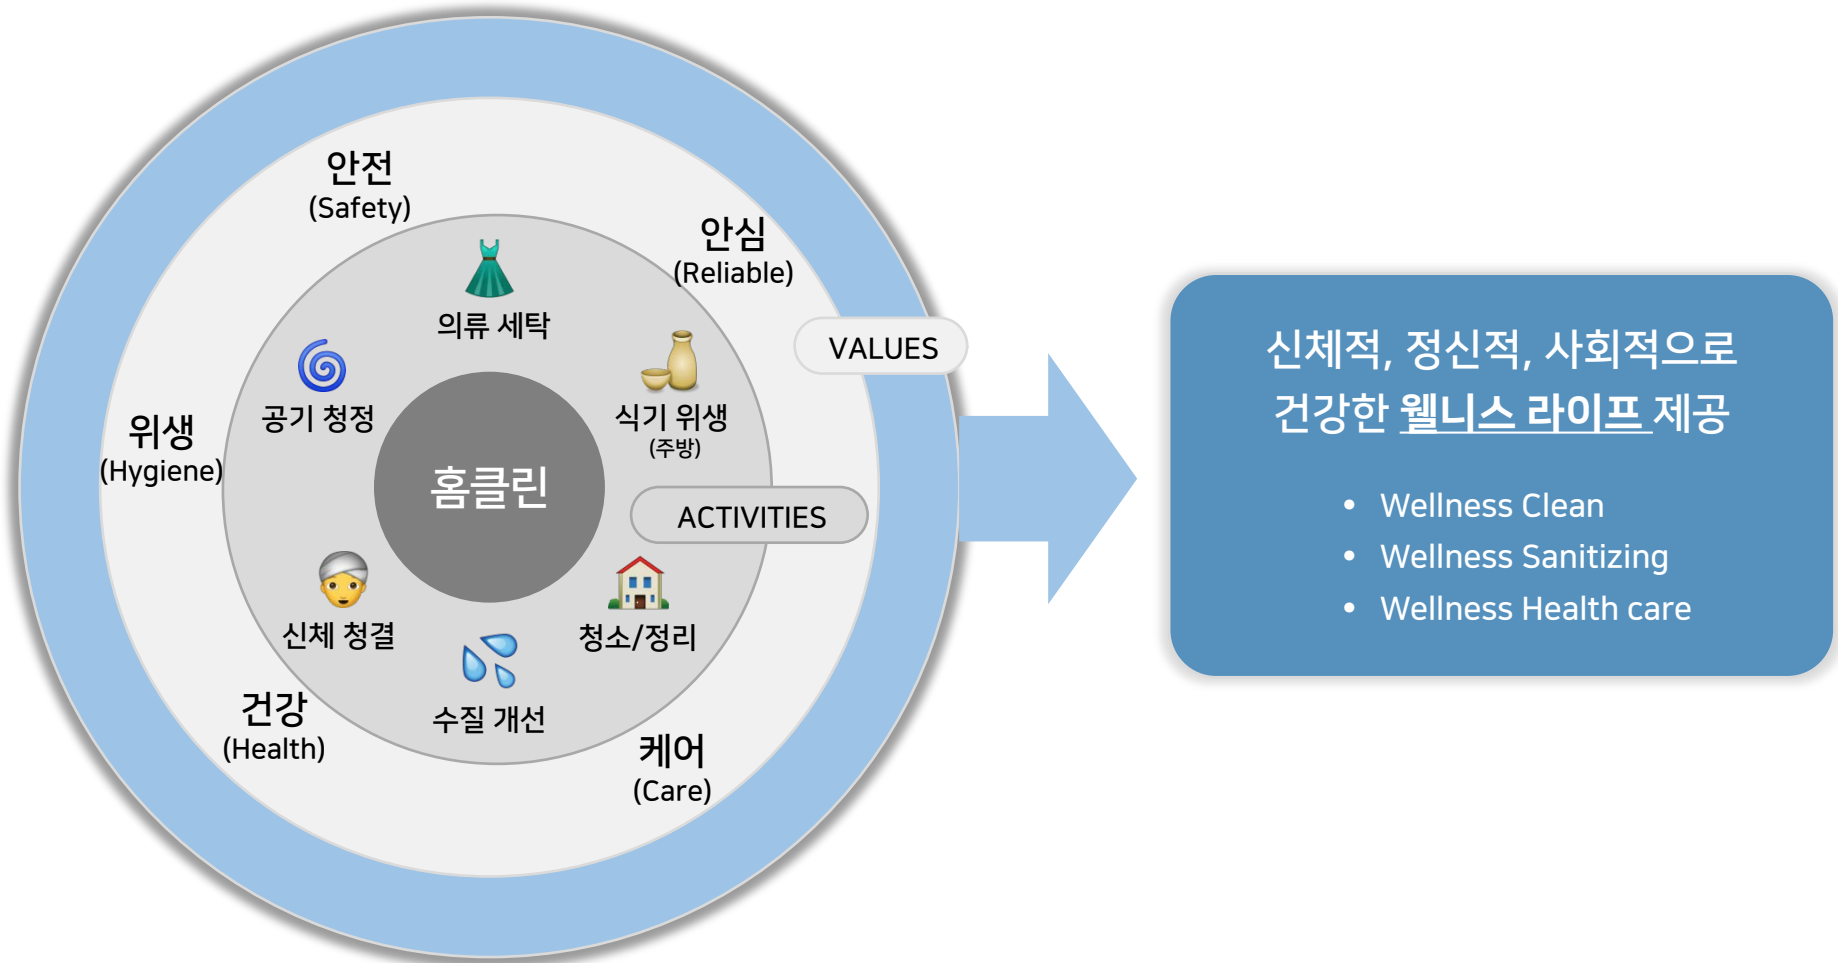 안전
(Safety)
안심
(Reliable)
의류 세탁
VALUES
공기 청정
식기 위생
(주방)
위생
(Hygiene)
홈클린
ACTIVITIES
신체 청결
청소/정리
수질 개선
건강
(Health)
케어
(Care)
신체적, 정신적, 사회적으로
건강한 웰니스 라이프 제공
• Wellness Clean
• Wellness Sanitizing
• Wellness Health care